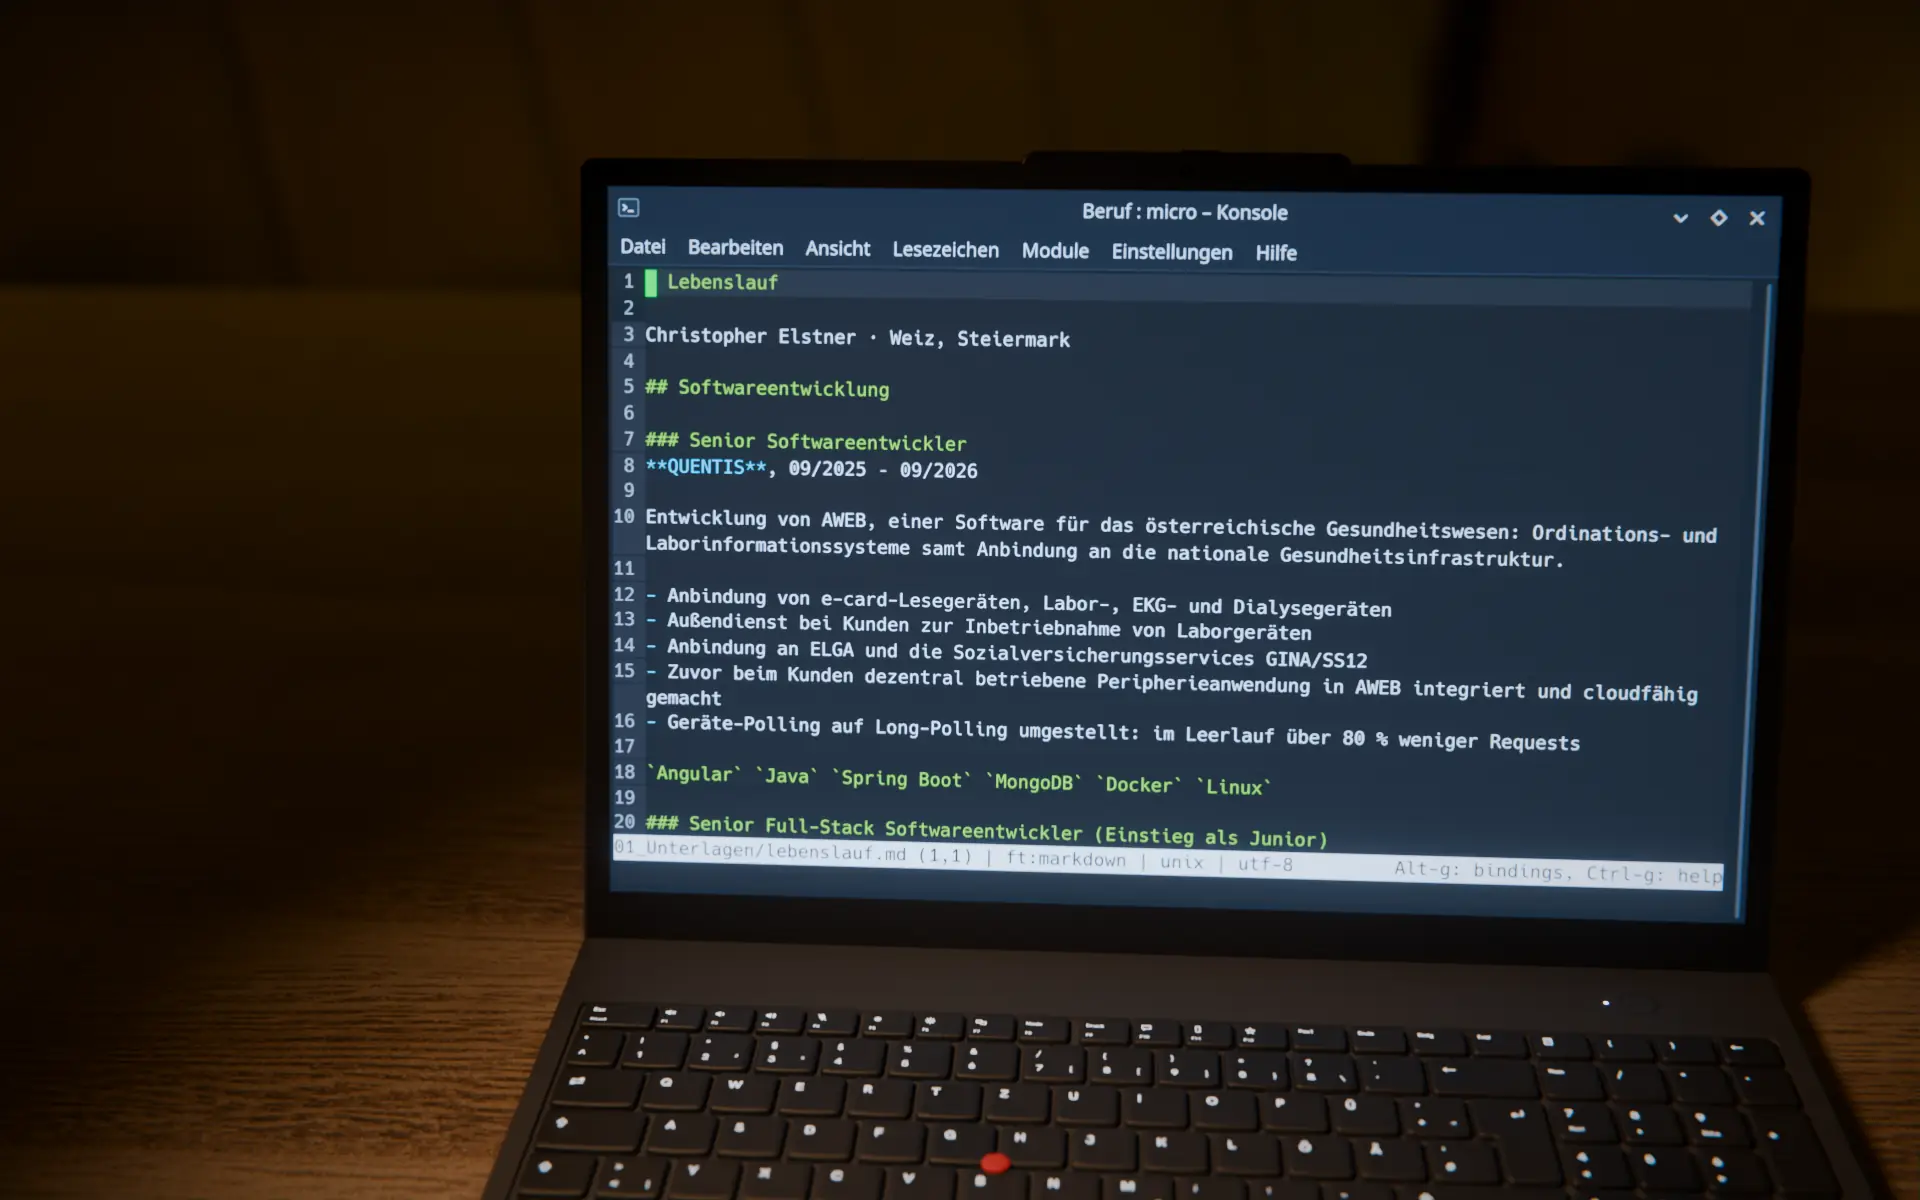 Beruf : micro – Konsole
Datei Bearbeiten Ansicht Lesezeichen Module Einstellungen Hilfe
1 Lebenslauf
2
3 Christopher Elstner · Weiz, Steiermark
4
5 ## Softwareentwicklung
6
7 ### Senior Softwareentwickler
8 **QUENTIS**, 09/2025 - 09/2026
9
10 Entwicklung von AWEB, einer Software für das österreichische Gesundheitswesen: Ordinations- und
Laborinformationssysteme samt Anbindung an die nationale Gesundheitsinfrastruktur.
11
12 - Anbindung von e-card-Lesegeräten, Labor-, EKG- und Dialysegeräten
13 - Außendienst bei Kunden zur Inbetriebnahme von Laborgeräten
14 - Anbindung an ELGA und die Sozialversicherungsservices GINA/SS12
15 - Zuvor beim Kunden dezentral betriebene Peripherieanwendung in AWEB integriert und cloudfähig
gemacht
16 - Geräte-Polling auf Long-Polling umgestellt: im Leerlauf über 80 % weniger Requests
17
18 `Angular` `Java` `Spring Boot` `MongoDB` `Docker` `Linux`
19
20 ### Senior Full-Stack Softwareentwickler (Einstieg als Junior)
01_Unterlagen/lebenslauf.md (1,1) | ft:markdown | unix | utf-8 Alt-g: bindings, Ctrl-g: help
Q W E R T Z U I O P Ü
A S D F G H J K L Ö Ä
Y X C V B N M